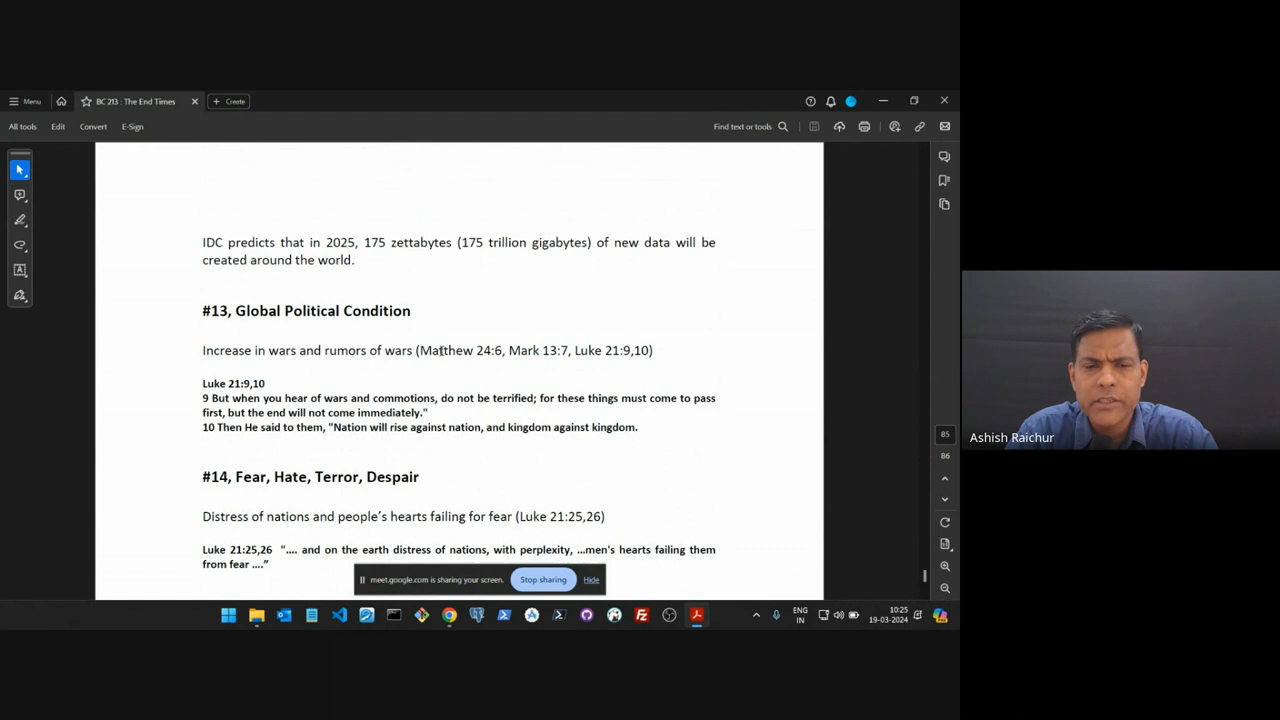 Menu
BC 213 : The End Times
Create
All tools
Edit
Convert
E-Sign
Find text or tools
IDC predicts that in 2025, 175 zettabytes (175 trillion gigabytes) of new data will be
created around the world.
#13, Global Political Condition
Increase in wars and rumors of wars (Matthew 24:6, Mark 13:7, Luke 21:9,10)
Luke 21:9,10
9 But when you hear of wars and commotions, do not be terrified; for these things must come to pass
first, but the end will not come immediately."
10 Then He said to them, "Nation will rise against nation, and kingdom against kingdom.
#14, Fear, Hate, Terror, Despair
Distress of nations and people’s hearts failing for fear (Luke 21:25,26)
Luke 21:25,26 "…. and on the earth distress of nations, with perplexity, …men's hearts failing them
from fear ….”
85
86
meet.google.com is sharing your screen.
Stop sharing
Hide
ENG
IN
10:25
19-03-2024
Ashish Raichur